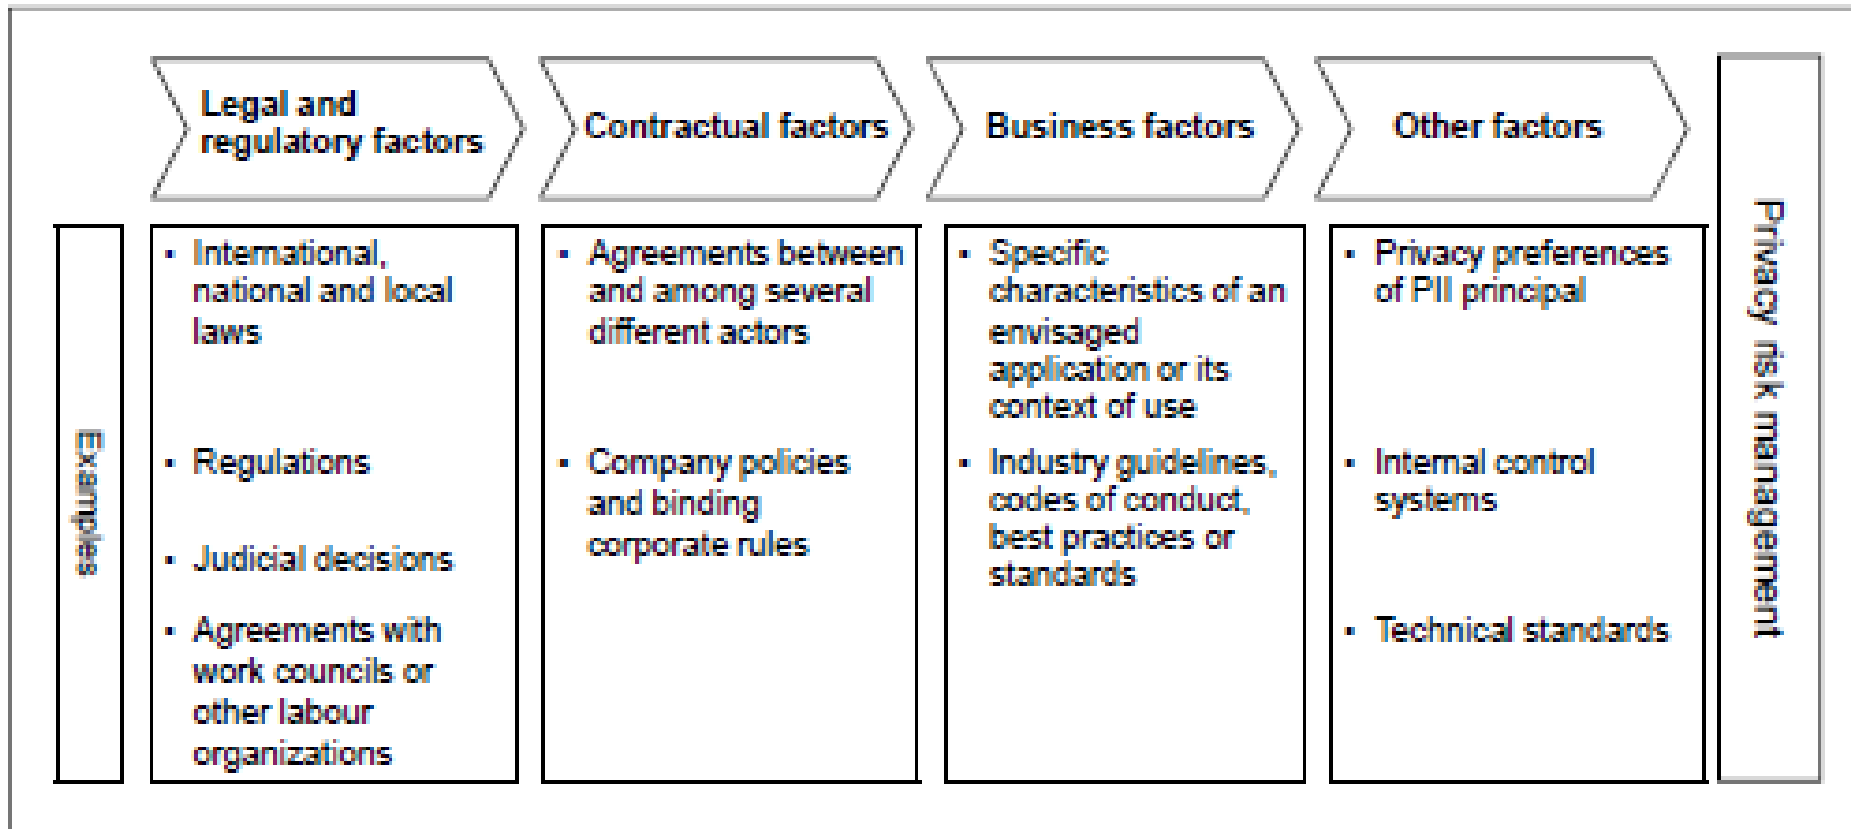 Legal and
regulatory factors
Contractual factors
Business factors
Other factors
Privacy risk management
Examples
▪ International,
national and local
laws
▪ Regulations
▪ Judicial decisions
▪ Agreements with
work councils or
other labour
organizations
▪ Agreements between
and among several
different actors
▪ Company policies
and binding
corporate rules
▪ Specific
characteristics of an
envisaged
application or its
context of use
▪ Industry guidelines,
codes of conduct,
best practices or
standards
▪ Privacy preferences
of PII principal
▪ Internal control
systems
▪ Technical standards